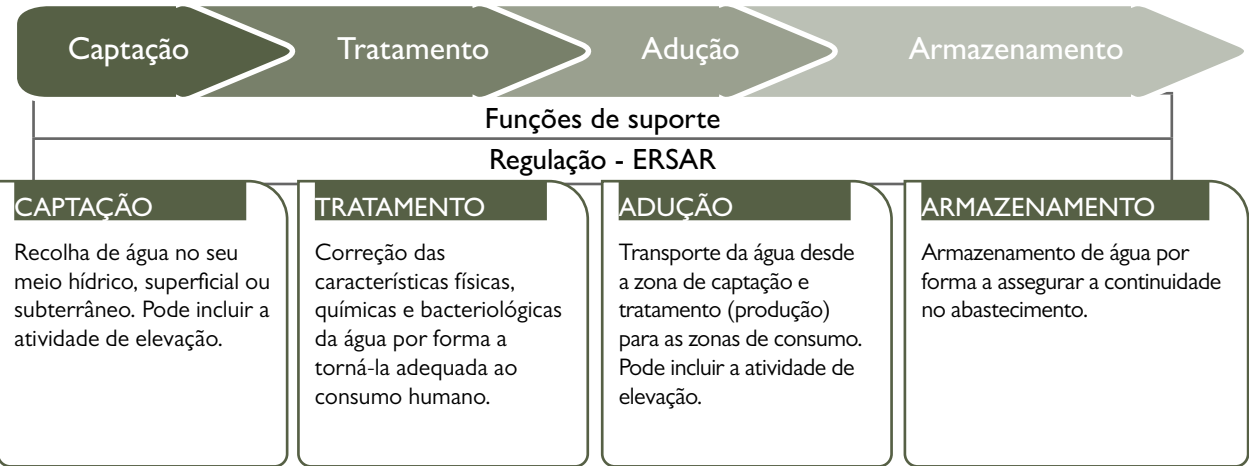 Captação
Tratamento
Adução
Armazenamento
Funções de suporte
Regulação - ERSAR
CAPTAÇÃO
Recolha de água no seu
meio hídrico, superficial ou
subterrâneo. Pode incluir a
atividade de elevação.
TRATAMENTO
Correção das
características físicas,
químicas e bacteriológicas
da água por forma a
torná-la adequada ao
consumo humano.
ADUÇÃO
Transporte da água desde
a zona de captação e
tratamento (produção)
para as zonas de consumo.
Pode incluir a atividade de
elevação.
ARMAZENAMENTO
Armazenamento de água por
forma a assegurar a continuidade
no abastecimento.